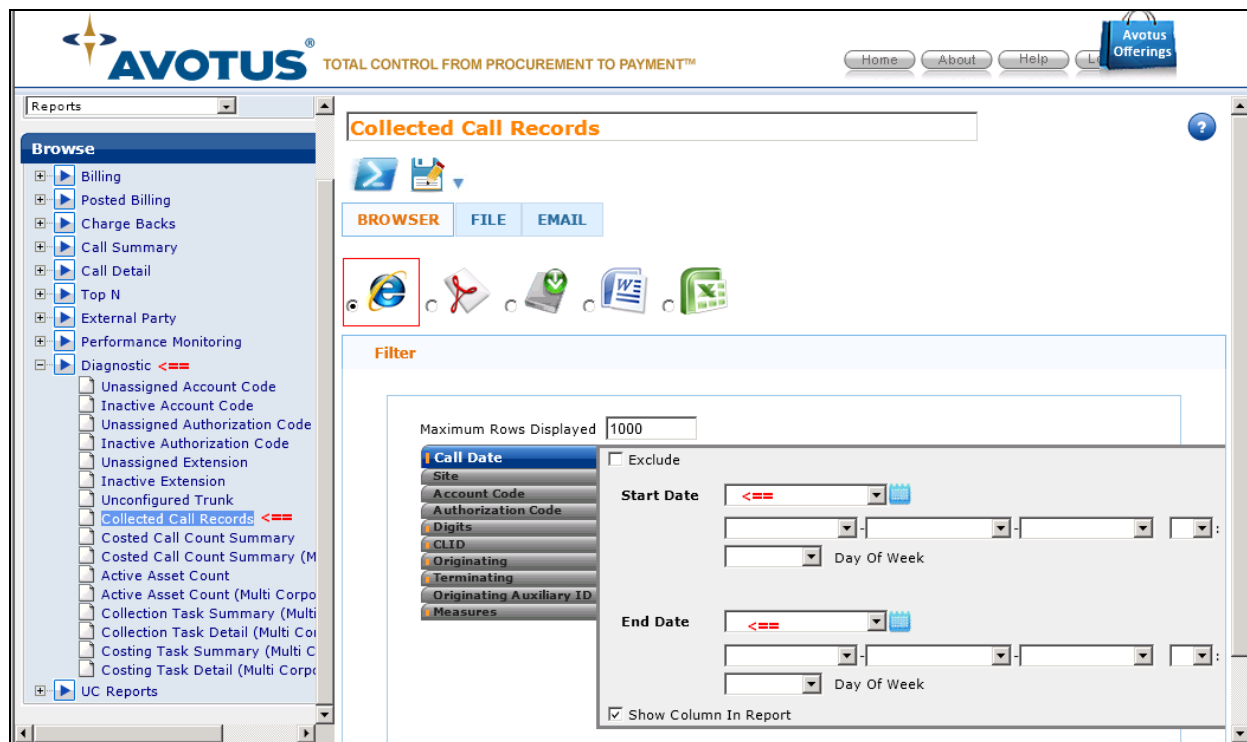 AVOTUS® TOTAL CONTROL FROM PROCUREMENT TO PAYMENT™
Home About Help
Avotus
Offerings
Reports
Browse
Billing
Posted Billing
Charge Backs
Call Summary
Call Detail
Top N
External Party
Performance Monitoring
Diagnostic <==
Unassigned Account Code
Inactive Account Code
Unassigned Authorization Code
Inactive Authorization Code
Unassigned Extension
Inactive Extension
Unconfigured Trunk
Collected Call Records <==
Costed Call Count Summary
Costed Call Count Summary (M
Active Asset Count
Active Asset Count (Multi Corpo
Collection Task Summary (Multi
Collection Task Detail (Multi Co
Costing Task Summary (Multi C
Costing Task Detail (Multi Corp
UC Reports
Collected Call Records
?
BROWSER FILE EMAIL
Filter
Maximum Rows Displayed 1000
Call Date
Site
Account Code
Authorization Code
Digits
CLID
Originating
Terminating
Originating Auxiliary ID
Measures
Exclude
Start Date <==
- - :
Day Of Week
End Date <==
- - :
Day Of Week
Show Column In Report